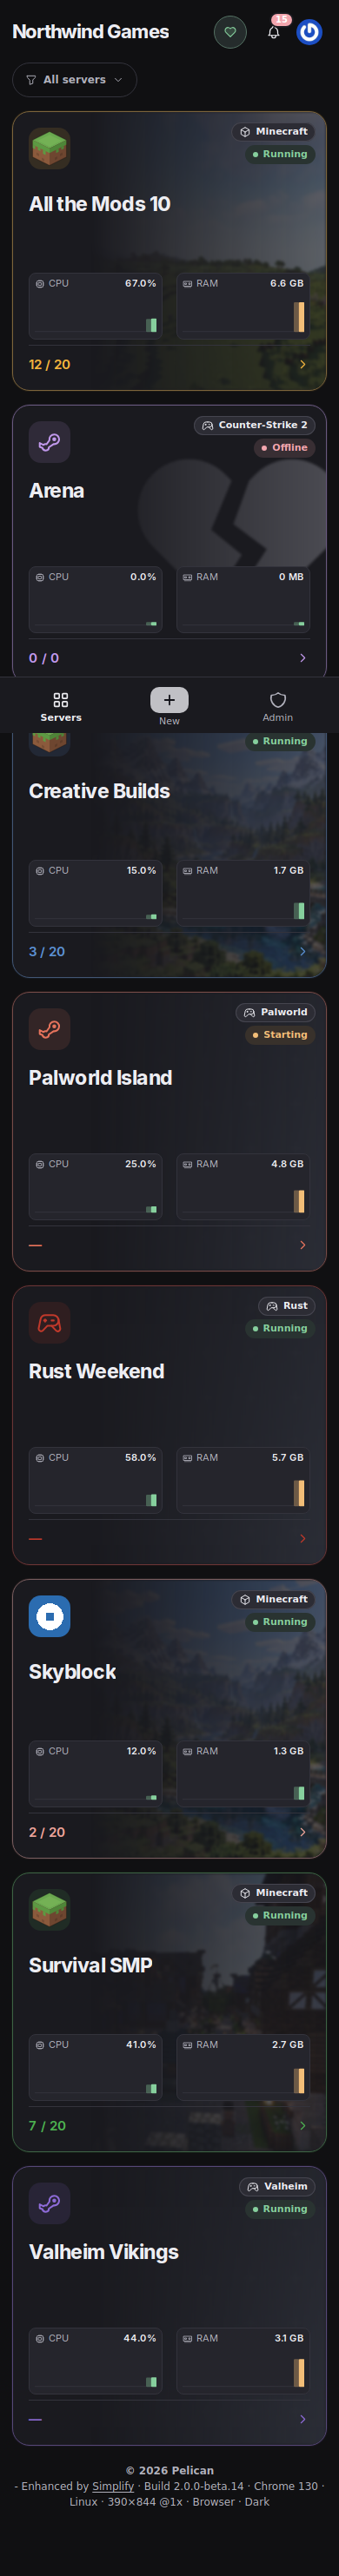 Northwind Games
15
All servers
Minecraft
Running
All the Mods 10
CPU 67.0%
RAM 6.6 GB
12 / 20
Counter-Strike 2
Offline
Arena
CPU 0.0%
RAM 0 MB
0 / 0
Servers
New
Admin
Running
Creative Builds
CPU 15.0%
RAM 1.7 GB
3 / 20
Palworld
Starting
Palworld Island
CPU 25.0%
RAM 4.8 GB
—
Rust
Running
Rust Weekend
CPU 58.0%
RAM 5.7 GB
—
Minecraft
Running
Skyblock
CPU 12.0%
RAM 1.3 GB
2 / 20
Minecraft
Running
Survival SMP
CPU 41.0%
RAM 2.7 GB
7 / 20
Valheim
Running
Valheim Vikings
CPU 44.0%
RAM 3.1 GB
—
© 2026 Pelican
- Enhanced by Simplify · Build 2.0.0-beta.14 · Chrome 130 ·
Linux · 390×844 @1x · Browser · Dark